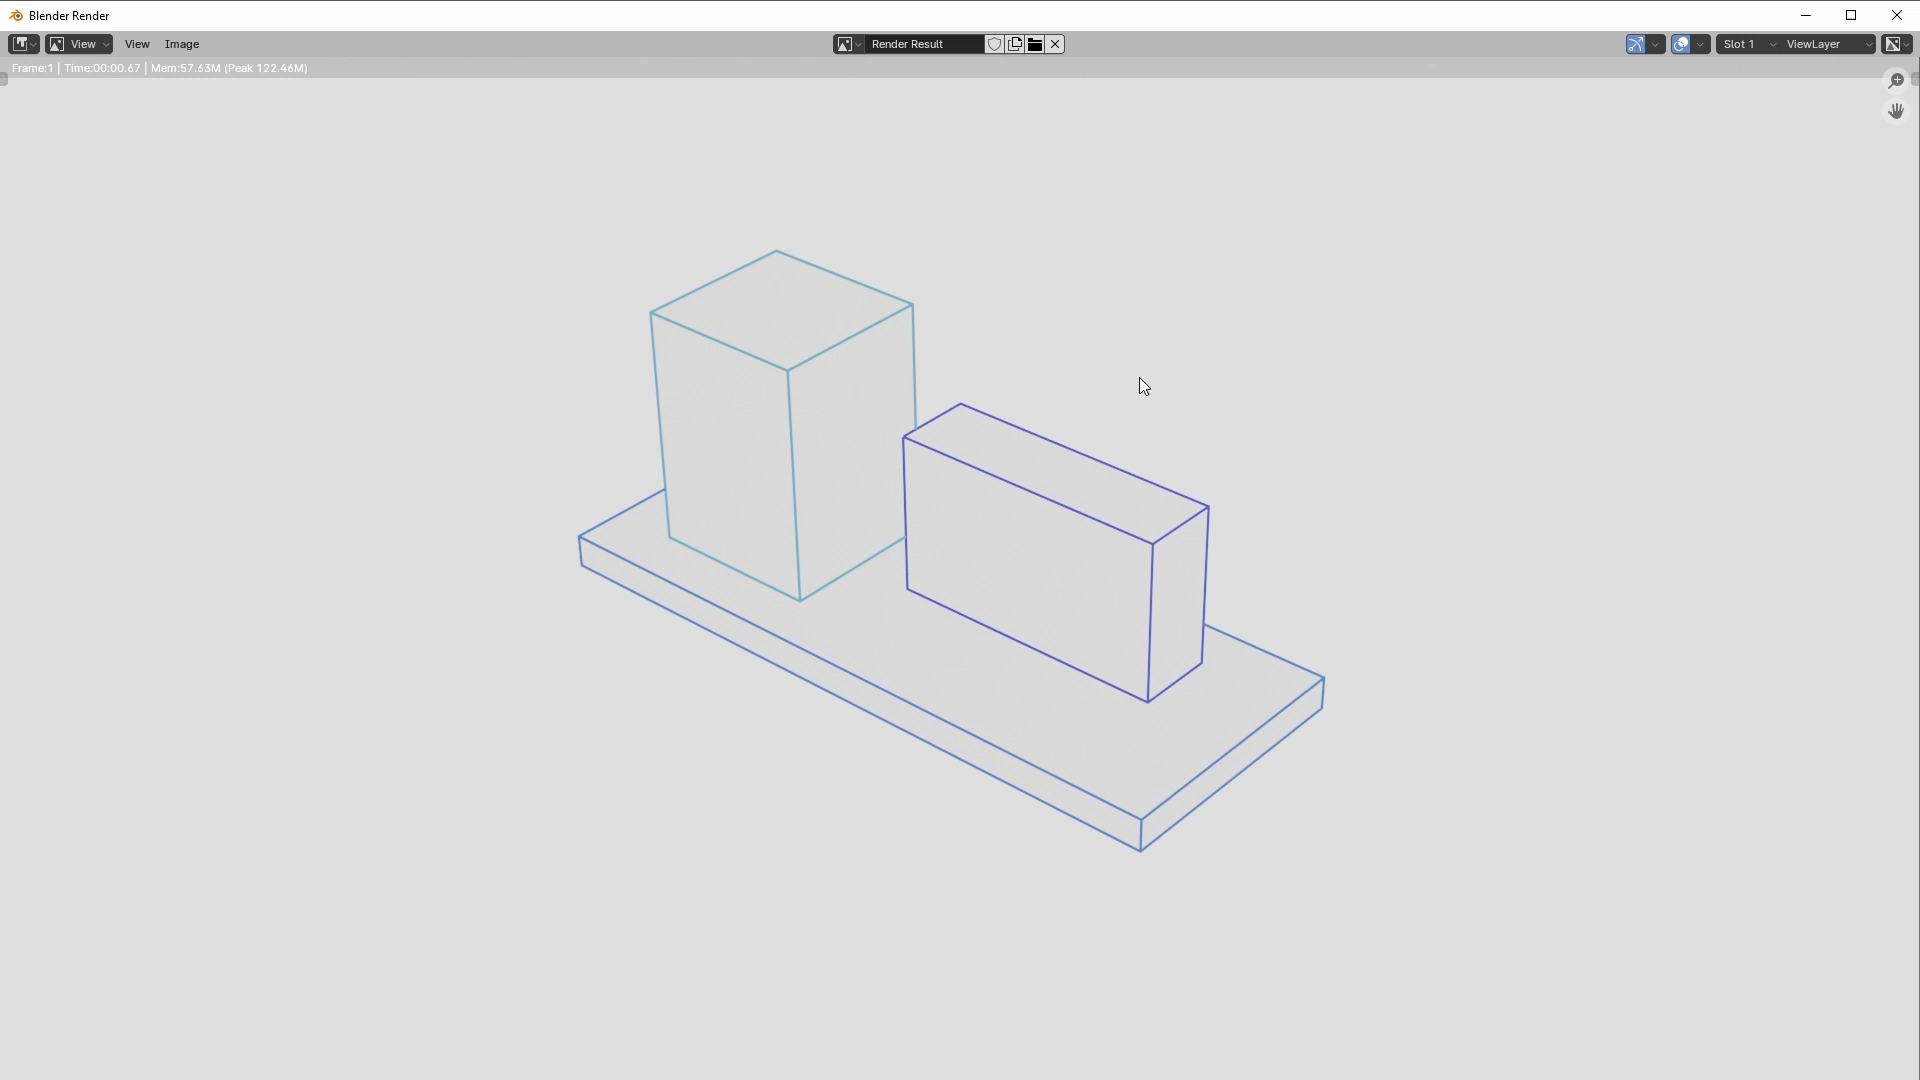 Blender Render
View View Image Render Result Slot 1 ViewLayer
Frame:1 | Time:00:00.67 | Mem:57.63M (Peak 122.46M)